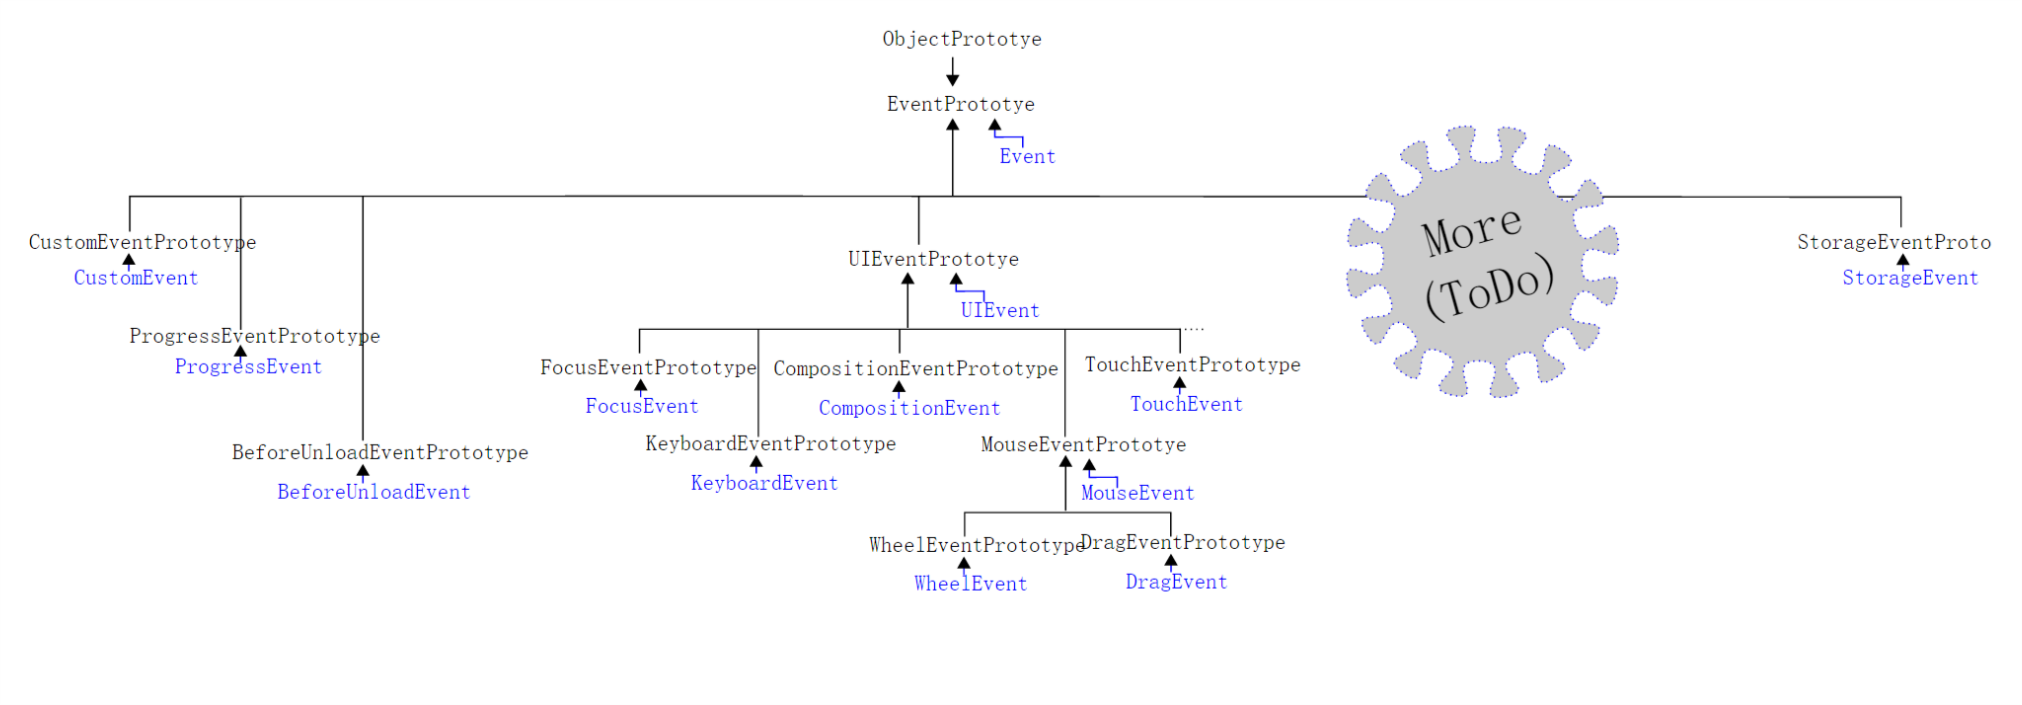 ObjectPrototye
EventPrototye
Event
CustomEventPrototype
CustomEvent
ProgressEventPrototype
ProgressEvent
BeforeUnloadEventPrototype
BeforeUnloadEvent
UIEventPrototye
UIEvent
....
FocusEventPrototype
FocusEvent
KeyboardEventPrototype
KeyboardEvent
CompositionEventPrototype
CompositionEvent
MouseEventPrototye
MouseEvent
WheelEventPrototype
WheelEvent
DragEventPrototype
DragEvent
TouchEventPrototype
TouchEvent
More
(ToDo)
StorageEventProto
StorageEvent